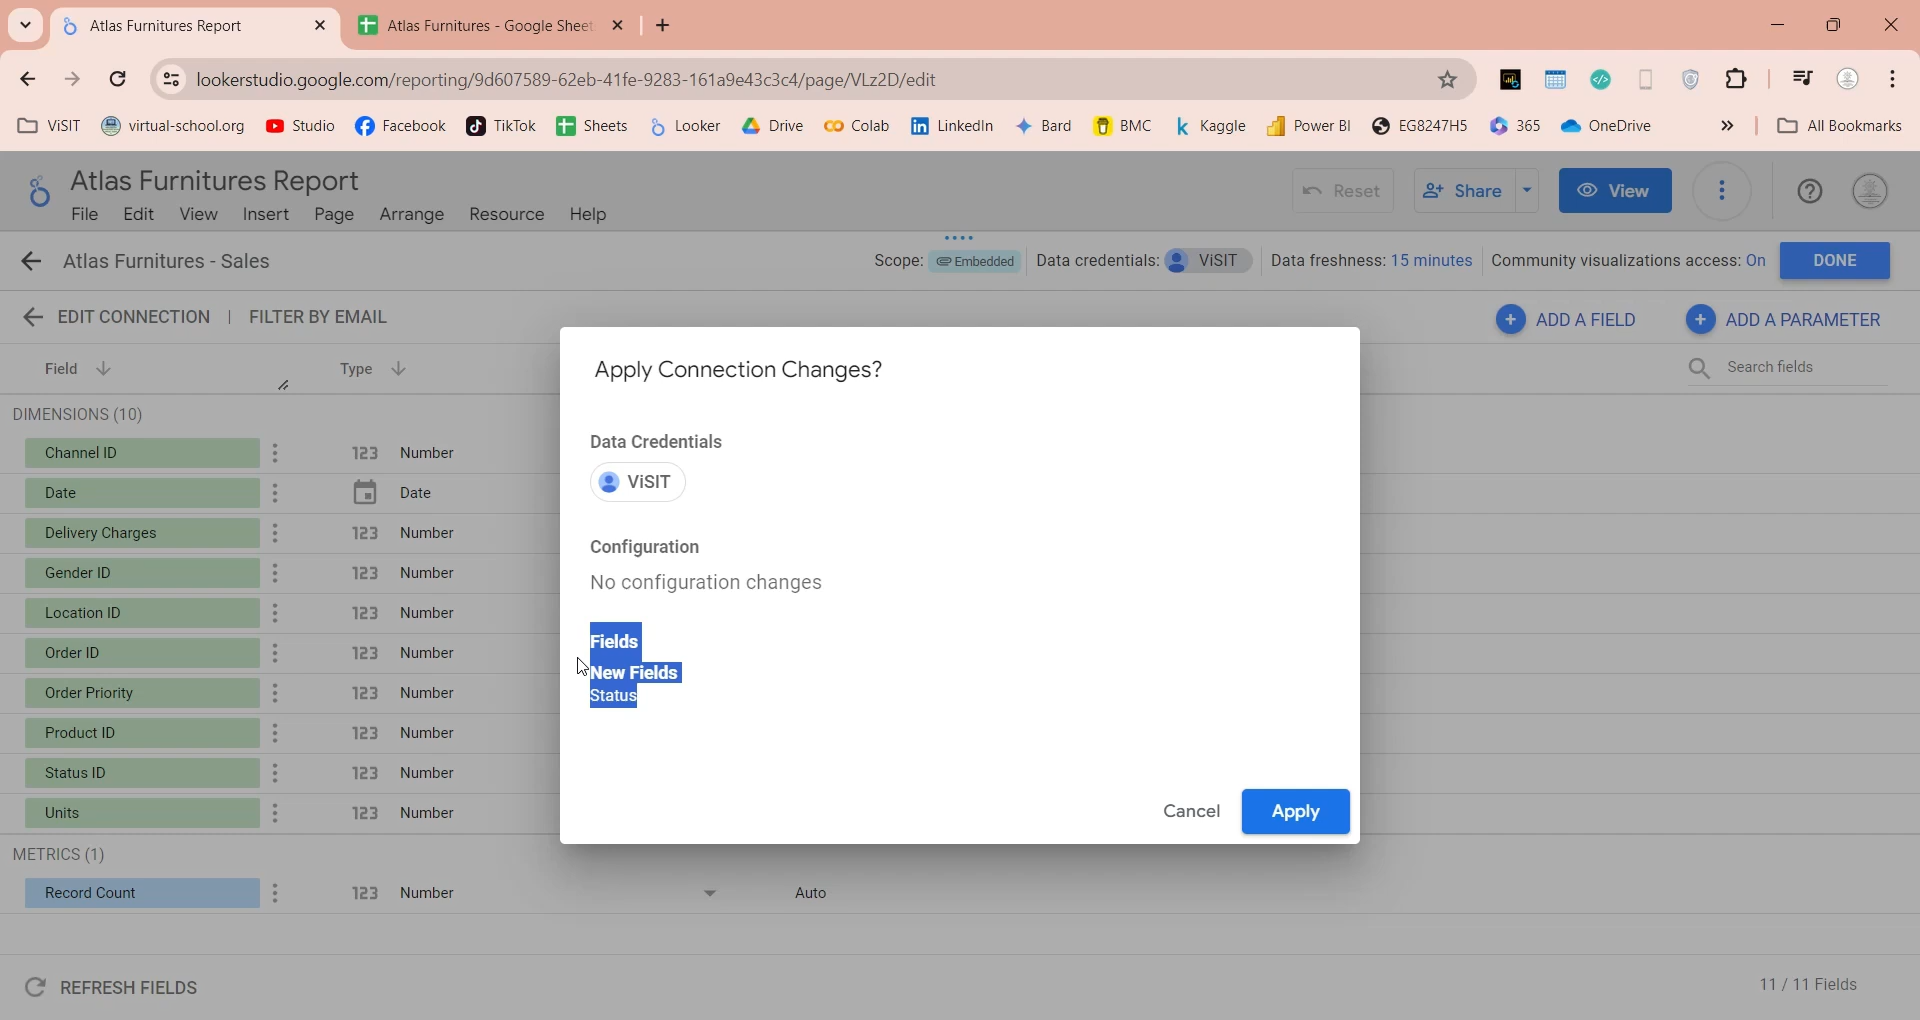 Atlas Furnitures Report
Atlas Furnitures - Google Sheet
lookerstudio.google.com/reporting/9d607589-62eb-41fe-9283-161a9e43c3c4/page/VLz2D/edit
ViSIT
virtual-school.org
Studio
Facebook
TikTok
Sheets
Looker
Drive
Colab
LinkedIn
Bard
BMC
Kaggle
Power BI
EG8247H5
365
OneDrive
All Bookmarks
Atlas Furnitures Report
File Edit View Insert Page Arrange Resource Help
Reset
Share
View
Atlas Furnitures - Sales
Scope: Embedded
Data credentials: ViSIT
Data freshness: 15 minutes
Community visualizations access: On
DONE
EDIT CONNECTION | FILTER BY EMAIL
ADD A FIELD
ADD A PARAMETER
Field
Type
Search fields
DIMENSIONS (10)
Channel ID 123 Number
Date Date
Delivery Charges 123 Number
Gender ID 123 Number
Location ID 123 Number
Order ID 123 Number
Order Priority 123 Number
Product ID 123 Number
Status ID 123 Number
Units 123 Number
METRICS (1)
Record Count 123 Number Auto
REFRESH FIELDS
11 / 11 Fields
Apply Connection Changes?
Data Credentials
ViSIT
Configuration
No configuration changes
Fields
New Fields
Status
Cancel
Apply